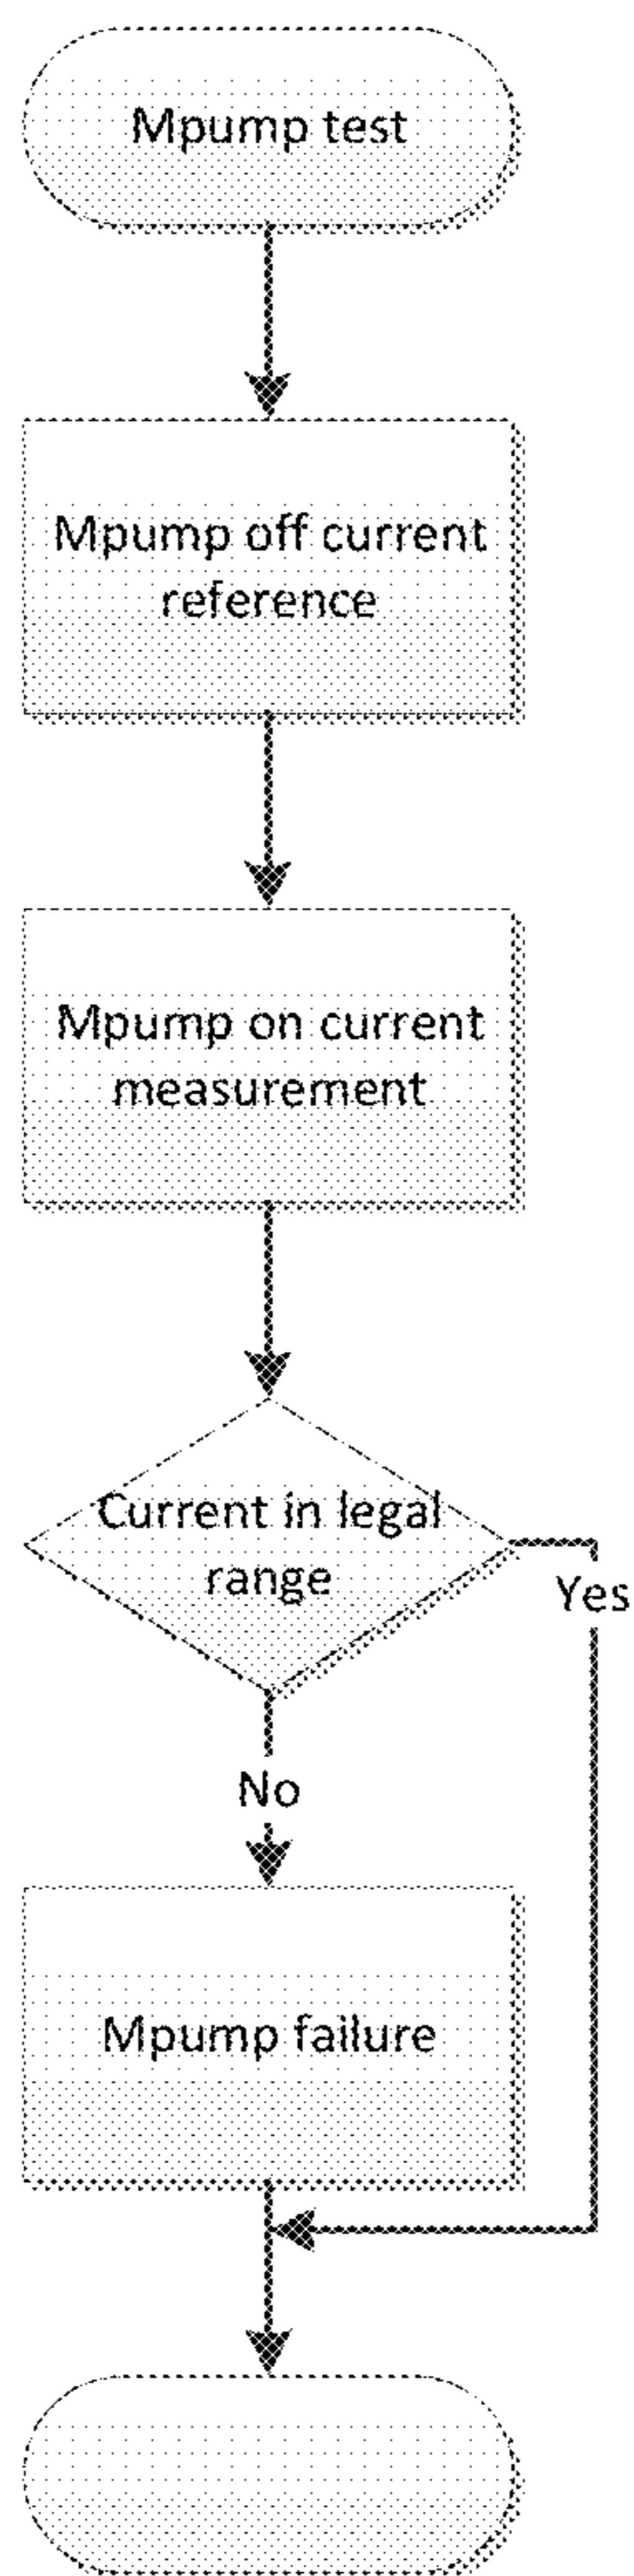 Mpump test
Mpump off current
reference
Mpump on current
measurement
Current in legal
range
Yes
No
Mpump failure